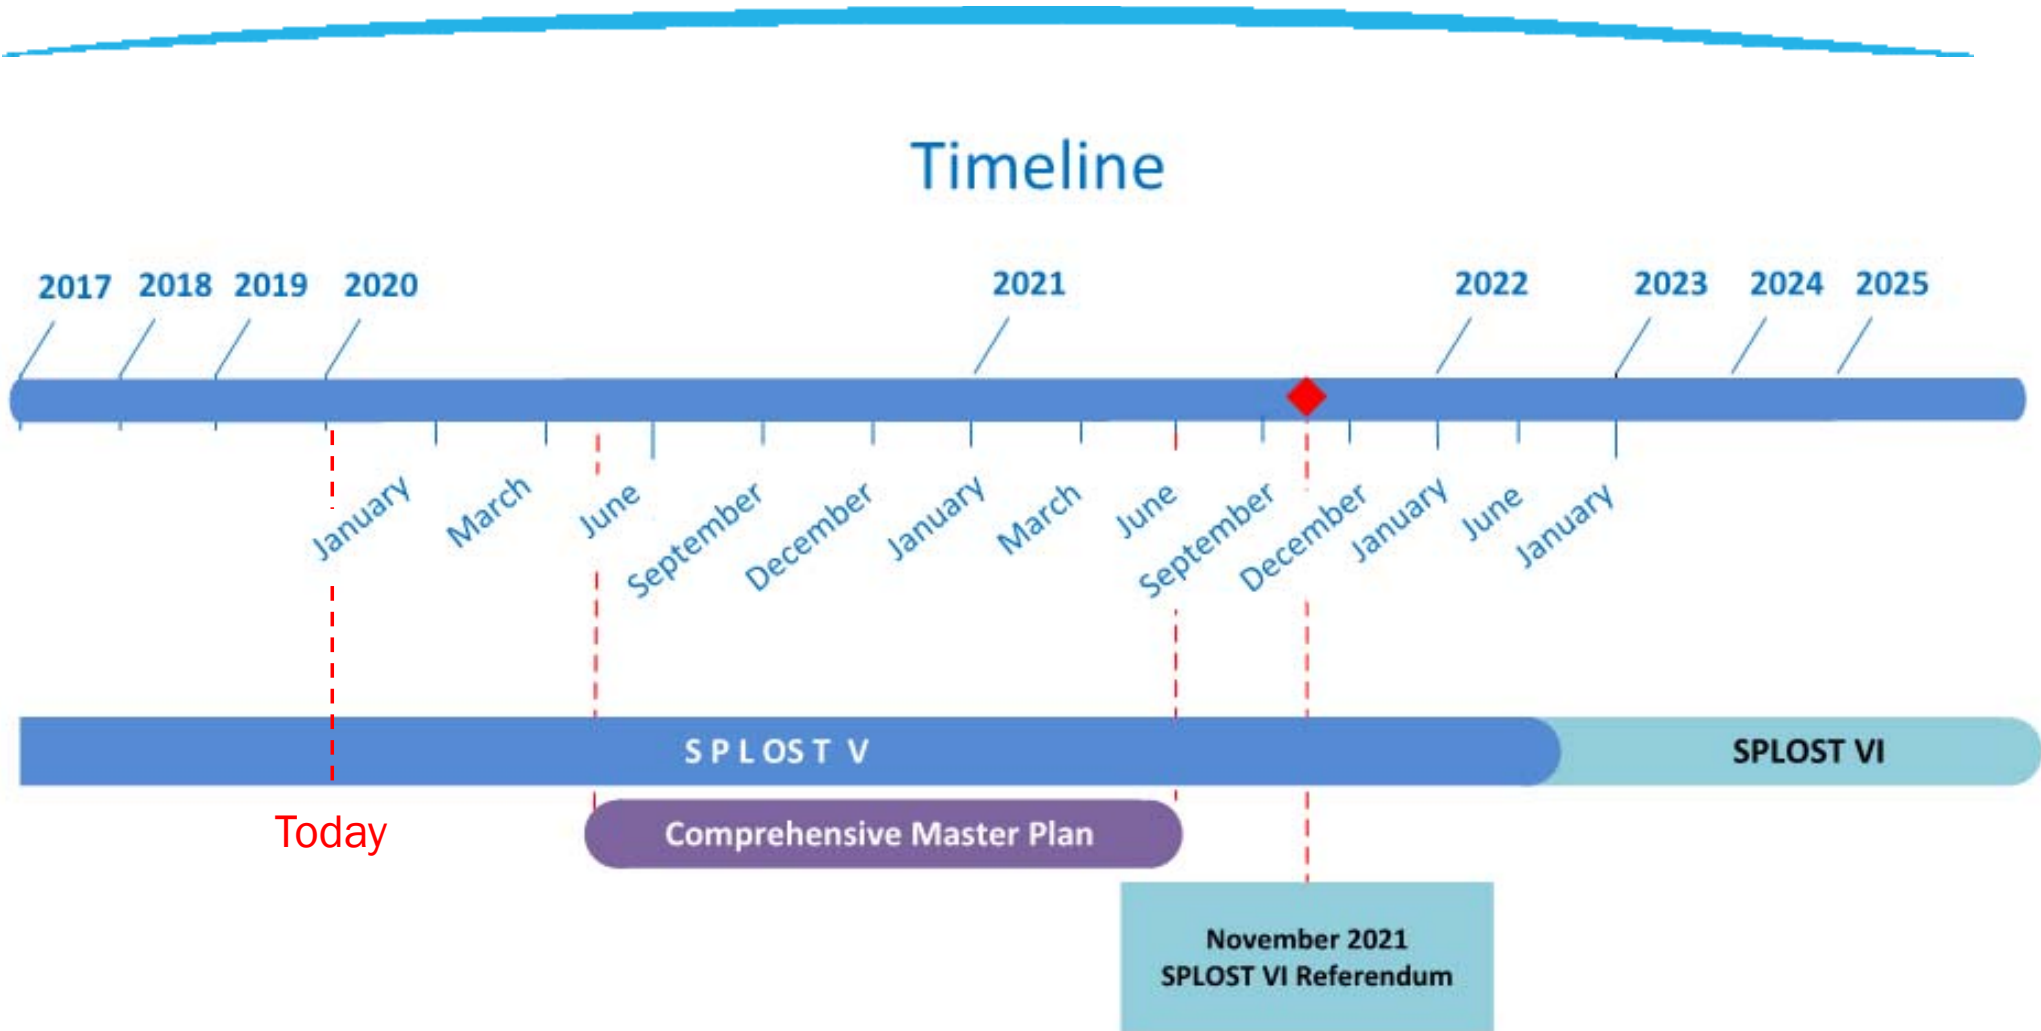 Timeline
2017 2018 2019 2020 2021 2022 2023 2024 2025
January March June September December January March June September December January June January
S P L OS T V
SPLOST VI
Today
Comprehensive Master Plan
November 2021
SPLOST VI Referendum